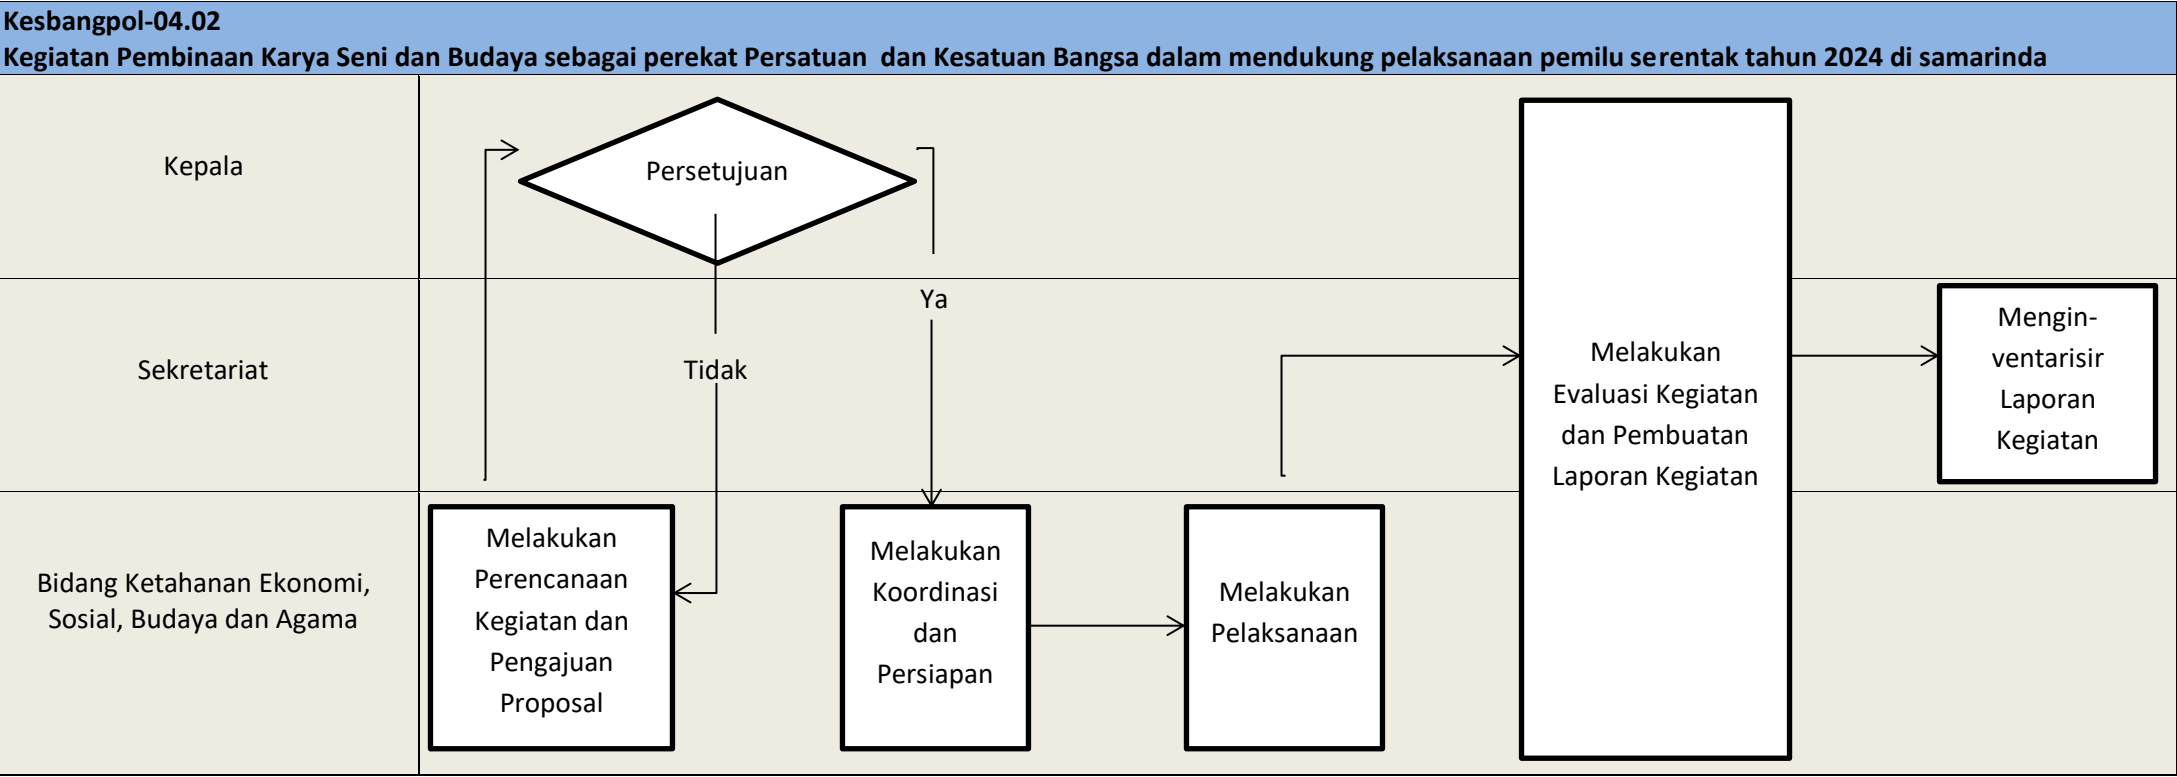 Kesbangpol-04.02
Kegiatan Pembinaan Karya Seni dan Budaya sebagai perekat Persatuan  dan Kesatuan Bangsa dalam mendukung pelaksanaan pemilu serentak tahun 2024 di samarinda
Kepala
Persetujuan
Sekretariat
Ya
Tidak
Bidang Ketahanan Ekonomi,
Sosial, Budaya dan Agama
Melakukan
Perencanaan
Kegiatan dan
Pengajuan
Proposal
Melakukan
Koordinasi
dan
Persiapan
Melakukan
Pelaksanaan
Melakukan
Evaluasi Kegiatan
dan Pembuatan
Laporan Kegiatan
Mengin-
ventarisir
Laporan
Kegiatan